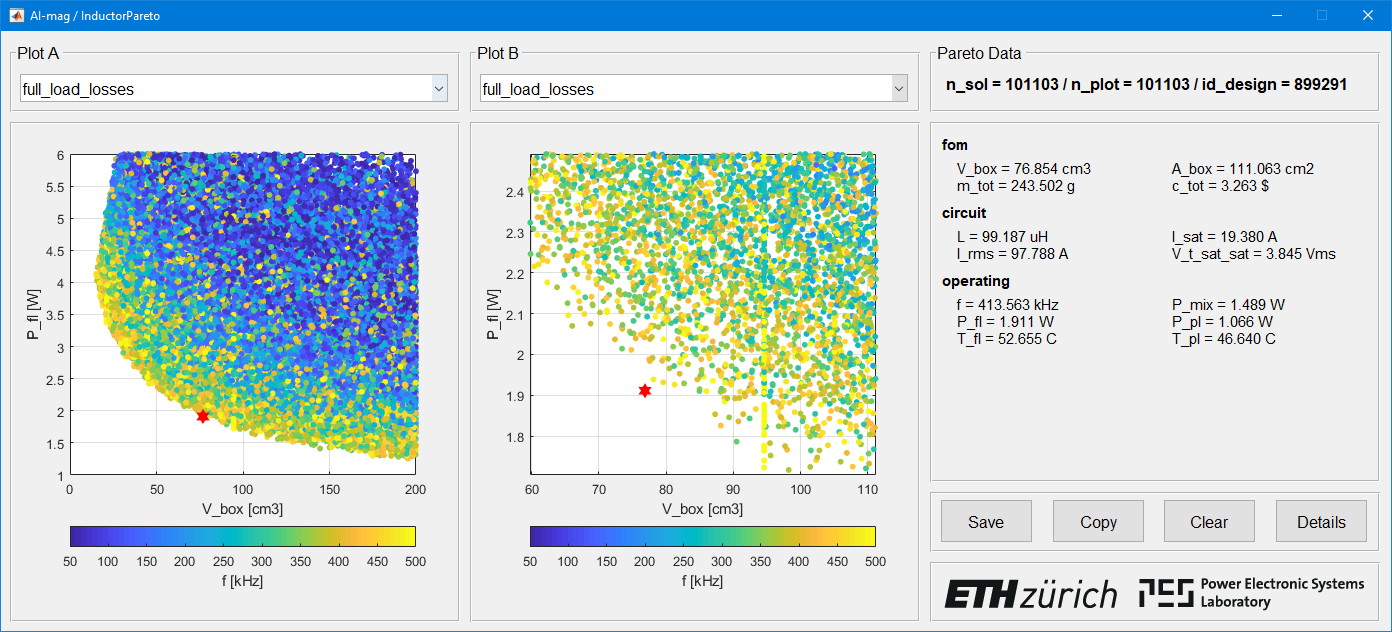 AI-mag / InductorPareto
Plot A
full_load_losses
Plot B
full_load_losses
Pareto Data
n_sol = 101103 / n_plot = 101103 / id_design = 899291
6
5.5
5
4.5
4
3.5
3
2.5
2
1.5
1
P_fl [W]
0 50 100 150 200
V_box [cm3]
50 100 150 200 250 300 350 400 450 500
f [kHz]
2.4
2.3
2.2
2.1
2
1.9
1.8
P_fl [W]
60 70 80 90 100 110
V_box [cm3]
50 100 150 200 250 300 350 400 450 500
f [kHz]
fom
V_box = 76.854 cm3 A_box = 111.063 cm2
m_tot = 243.502 g c_tot = 3.263 $
circuit
L = 99.187 uH I_sat = 19.380 A
I_rms = 97.788 A V_t_sat_sat = 3.845 Vms
operating
f = 413.563 kHz P_mix = 1.489 W
P_fl = 1.911 W P_pl = 1.066 W
T_fl = 52.655 C T_pl = 46.640 C
Save Copy Clear Details
ETH zürich PES Power Electronic Systems
Laboratory